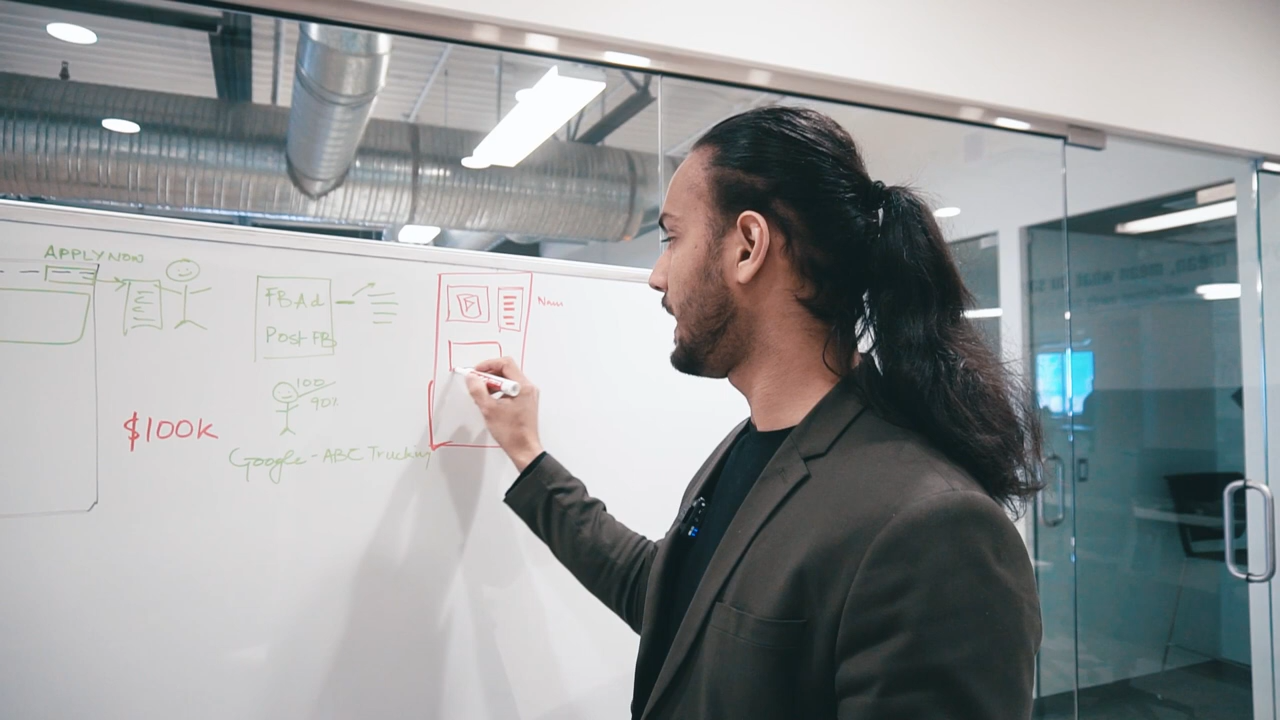 APPLY NOW
FB Ad
Post FB
100
90%
$100k
Google - ABC Trucking